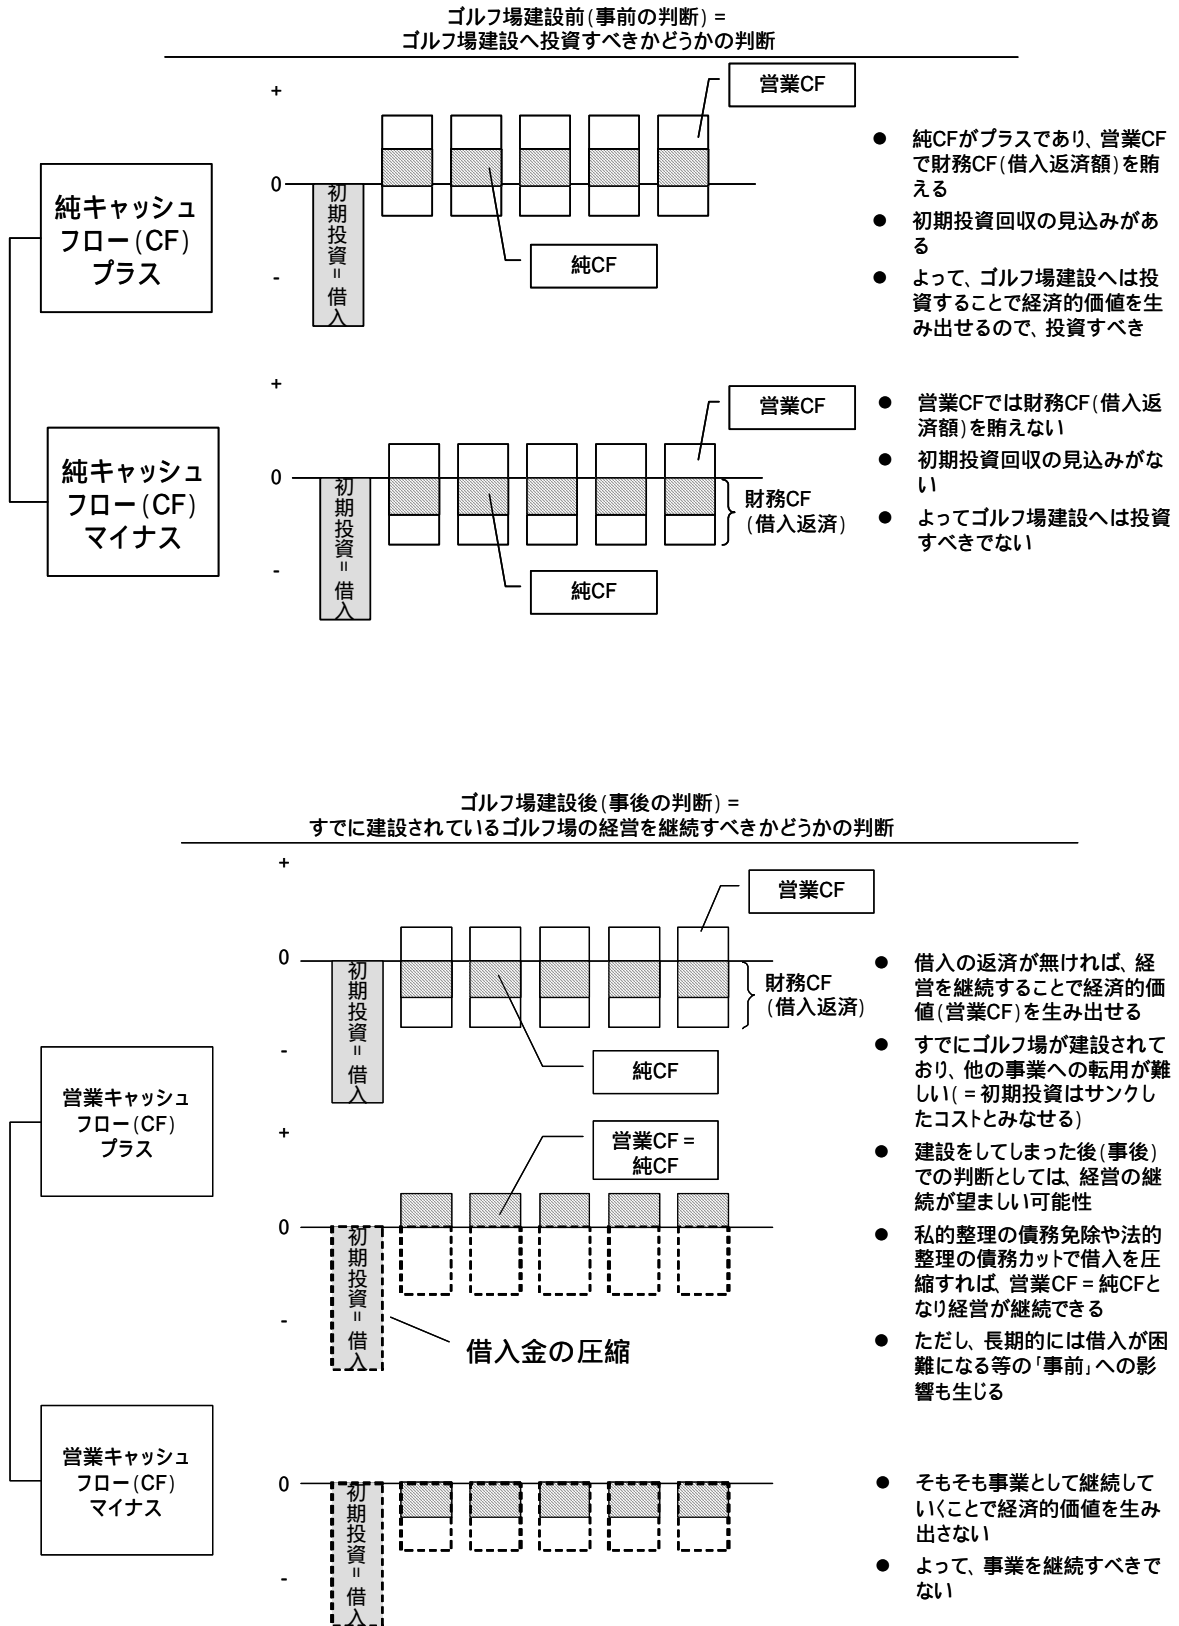 ゴルフ場建設前(事前の判断)=
ゴルフ場建設へ投資すべきかどうかの判断
+
営業CF
純キャッシュ
フロー(CF)
プラス
0
初期投資=借入
純CF
-
● 純CFがプラスであり、営業CF
で財務CF(借入返済額)を賄
える
● 初期投資回収の見込みがあ
る
● よって、ゴルフ場建設へは投
資することで経済的価値を生
み出せるので、投資すべき
+
営業CF
純キャッシュ
フロー(CF)
マイナス
0
初期投資=借入
財務CF
(借入返済)
純CF
-
● 営業CFでは財務CF(借入返
済額)を賄えない
● 初期投資回収の見込みがな
い
● よってゴルフ場建設へは投資
すべきでない
ゴルフ場建設後(事後の判断)=
すでに建設されているゴルフ場の経営を継続すべきかどうかの判断
+
営業CF
0
初期投資=借入
財務CF
(借入返済)
-
純CF
営業キャッシュ
フロー(CF)
プラス
+
営業CF=
純CF
0
初期投資=借入
-
借入金の圧縮
● 借入の返済が無ければ、経
営を継続することで経済的価
値(営業CF)を生み出せる
● すでにゴルフ場が建設されて
おり、他の事業への転用が難
しい(=初期投資はサンクし
たコストとみなせる)
● 建設をしてしまった後(事後)
での判断としては、経営の継
続が望ましい可能性
● 私的整理の債務免除や法的
整理の債務カットで借入を圧
縮すれば、営業CF=純CFと
なり経営が継続できる
● ただし、長期的には借入が困
難になる等の「事前」への影
響も生じる
営業キャッシュ
フロー(CF)
マイナス
0
初期投資=借入
-
● そもそも事業として継続して
いくことで経済的価値を生み
出さない
● よって、事業を継続すべきで
ない